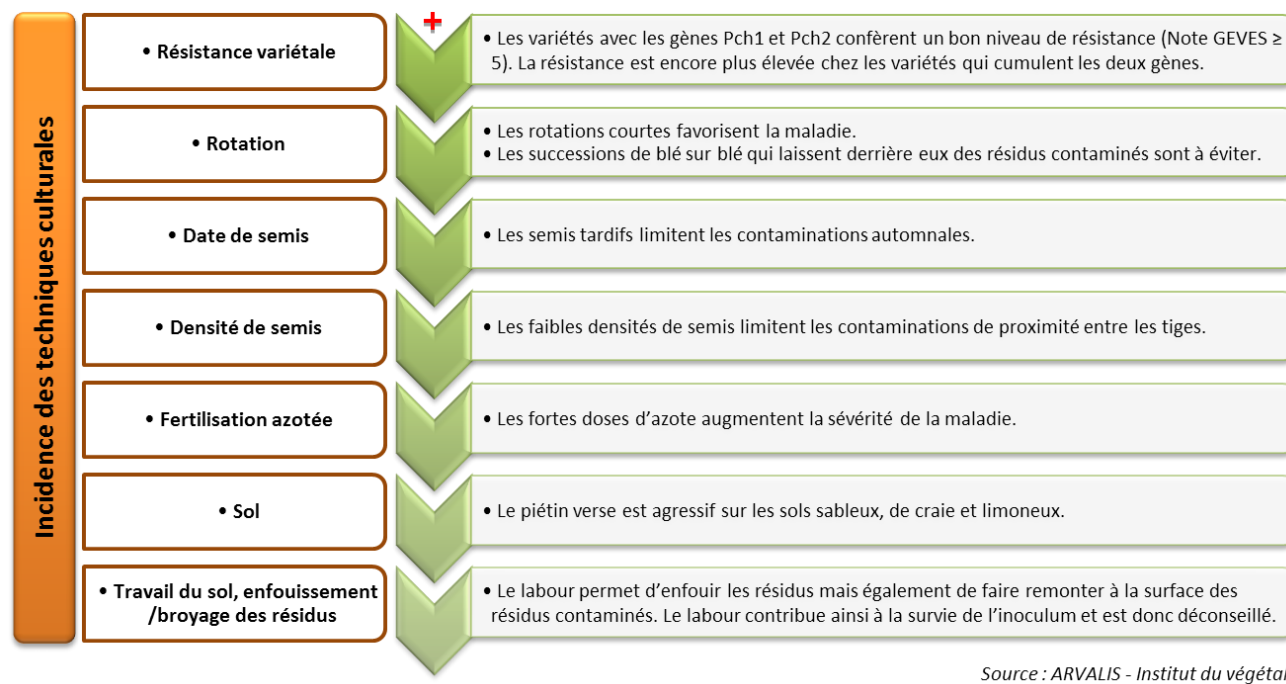 Incidence des techniques culturales
+
• Résistance variétale
• Les variétés avec les gènes Pch1 et Pch2 confèrent un bon niveau de résistance (Note GEVES ≥
5). La résistance est encore plus élevée chez les variétés qui cumulent les deux gènes.
• Rotation
• Les rotations courtes favorisent la maladie.
• Les successions de blé sur blé qui laissent derrière eux des résidus contaminés sont à éviter.
• Date de semis
• Les semis tardifs limitent les contaminations automnales.
• Densité de semis
• Les faibles densités de semis limitent les contaminations de proximité entre les tiges.
• Fertilisation azotée
• Les fortes doses d’azote augmentent la sévérité de la maladie.
• Sol
• Le piétin verse est agressif sur les sols sableux, de craie et limoneux.
• Travail du sol, enfouissement
/broyage des résidus
• Le labour permet d’enfouir les résidus mais également de faire remonter à la surface des
résidus contaminés. Le labour contribue ainsi à la survie de l’inoculum et est donc déconseillé.
Source : ARVALIS - Institut du végétal